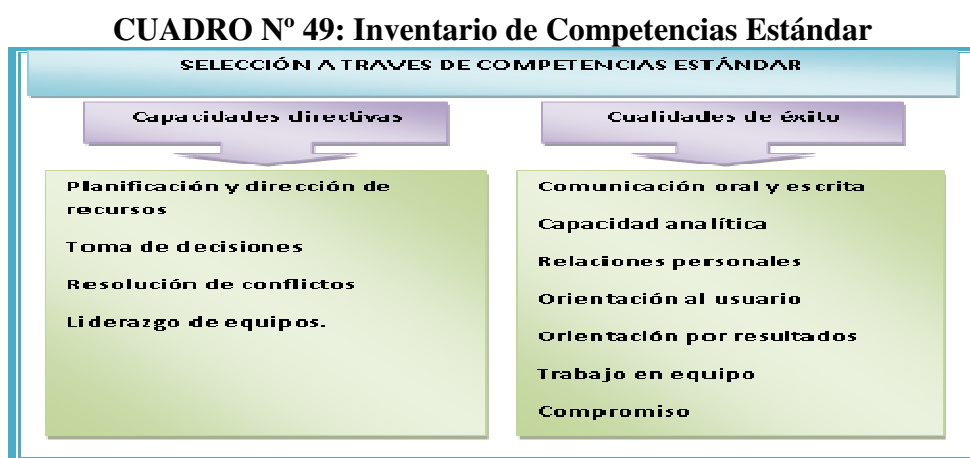 CUADRO Nº 49: Inventario de Competencias Estándar
SELECCIÓN A TRAVES DE COMPETENCIAS ESTÁNDAR
Capacidades directivas
Planificación y dirección de
recursos
Toma de decisiones
Resolución de conflictos
Liderazgo de equipos.
Cualidades de éxito
Comunicación oral y escrita
Capacidad analítica
Relaciones personales
Orientación al usuario
Orientación por resultados
Trabajo en equipo
Compromiso